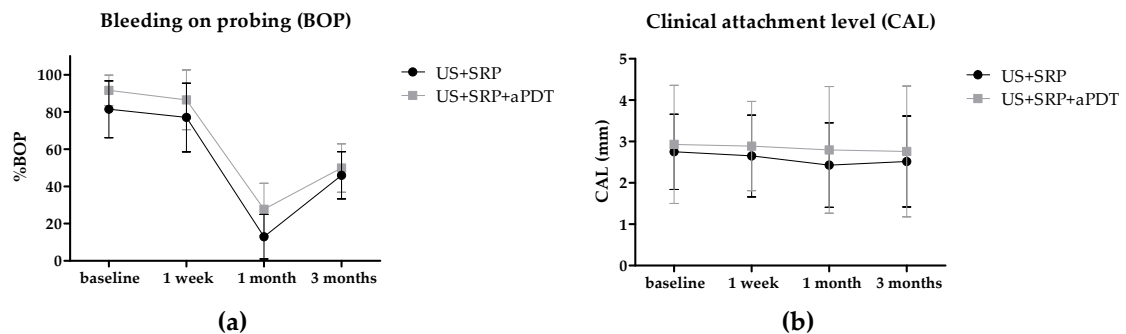 Bleeding on probing (BOP)
%BOP
100
80
60
40
20
0
baseline
1 week
1 month
3 months
US+SRP
US+SRP+aPDT
(a)
Clinical attachment level (CAL)
CAL (mm)
5
4
3
2
1
0
baseline
1 week
1 month
3 months
US+SRP
US+SRP+aPDT
(b)